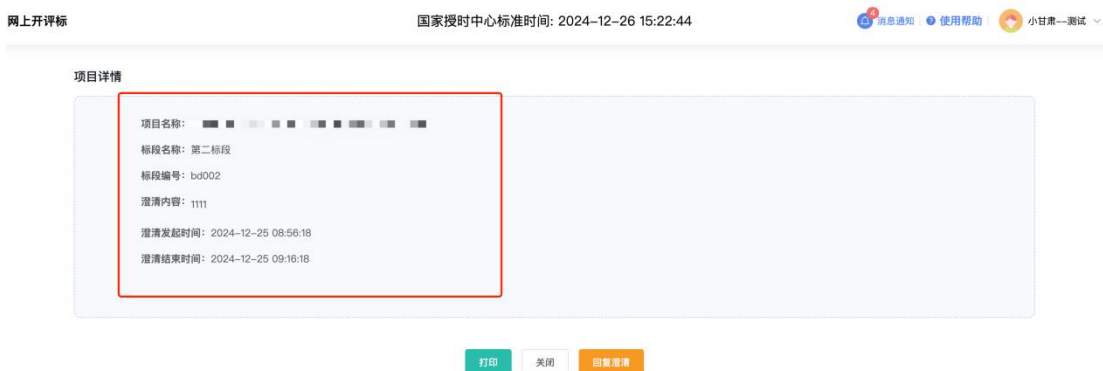 网上开评标
国家授时中心标准时间: 2024-12-26 15:22:44
4
消息通知
使用帮助
小甘肃--测试
项目详情
项目名称:
标段名称: 第二标段
标段编号: bd002
澄清内容: 1111
澄清发起时间: 2024-12-25 08:56:18
澄清结束时间: 2024-12-25 09:16:18
打印 关闭 回复澄清